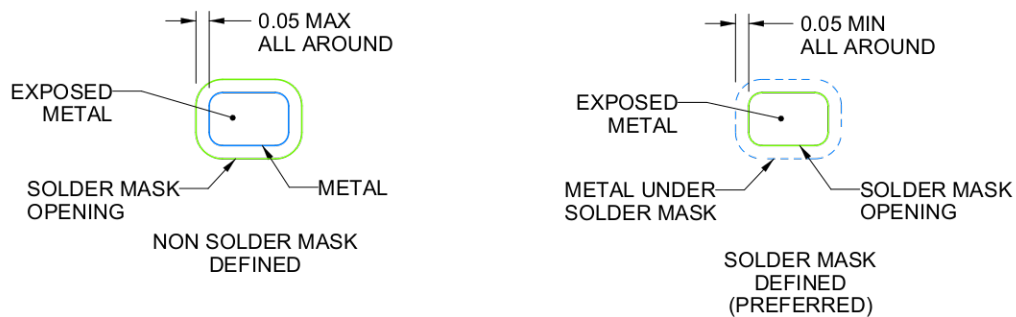 0.05 MAX
ALL AROUND
EXPOSED
METAL
SOLDER MASK
OPENING
METAL
NON SOLDER MASK
DEFINED
0.05 MIN
ALL AROUND
EXPOSED
METAL
METAL UNDER
SOLDER MASK
SOLDER MASK
OPENING
SOLDER MASK
DEFINED
(PREFERRED)